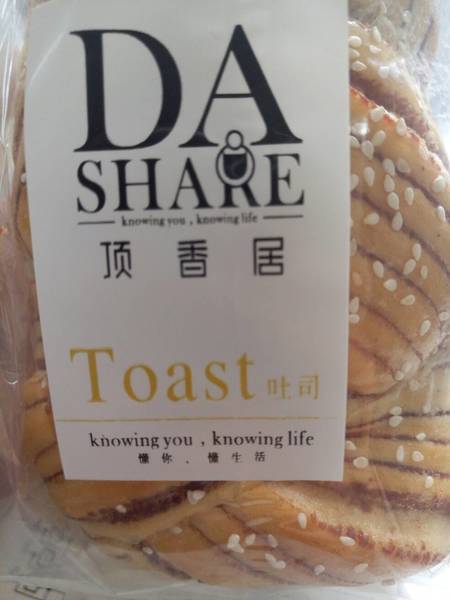 DA
SHARE
knowing you , knowing life
顶香居
Toast 吐司
knowing you , knowing life
懂你 、 懂生活